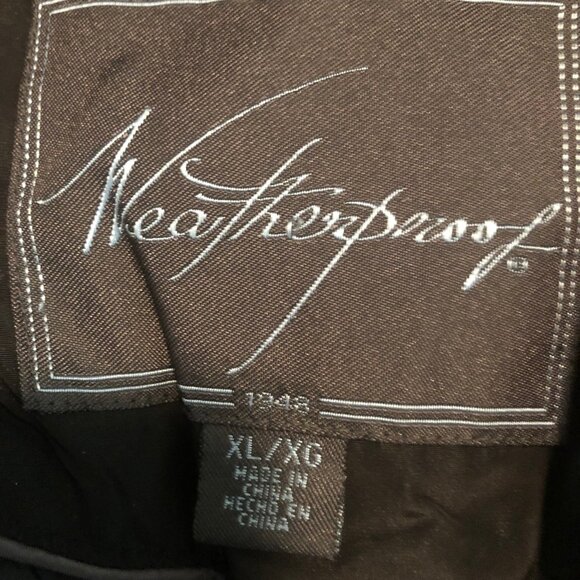 Weatherproof®
1948
XL/XG
MADE IN
CHINA
HECHO EN
CHINA